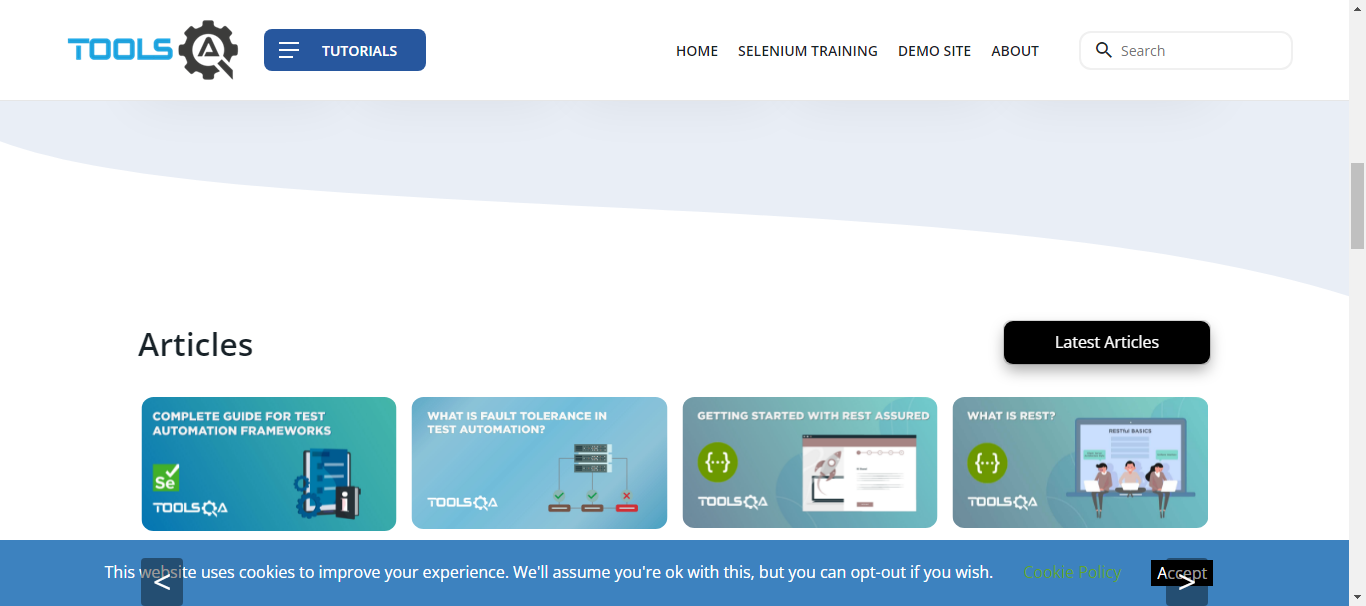 TOOLS QA
TUTORIALS
HOME SELENIUM TRAINING DEMO SITE ABOUT
Search
Articles
Latest Articles
COMPLETE GUIDE FOR TEST
AUTOMATION FRAMEWORKS
Se
TOOLSQA
WHAT IS FAULT TOLERANCE IN
TEST AUTOMATION?
TOOLSQA
GETTING STARTED WITH REST ASSURED
{...}
TOOLSQA
WHAT IS REST?
RESTful BASICS
{...}
TOOLSQA
This website uses cookies to improve your experience. We'll assume you're ok with this, but you can opt-out if you wish. Cookie Policy Accept
< >